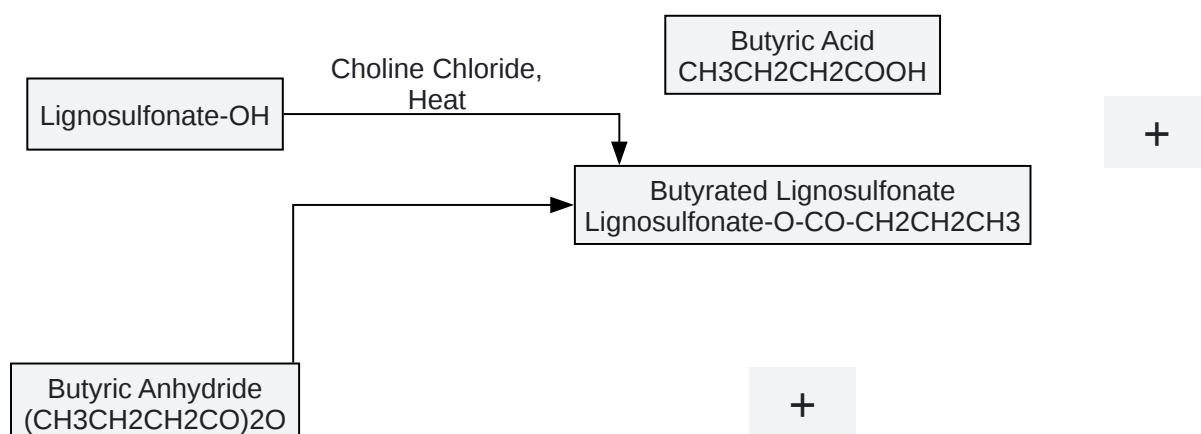 Butyric Acid
CH3CH2CH2COOH
Choline Chloride,
Heat
Lignosulfonate-OH
+
Butyrated Lignosulfonate
Lignosulfonate-O-CO-CH2CH2CH3
Butyric Anhydride
(CH3CH2CH2CO)2O
+